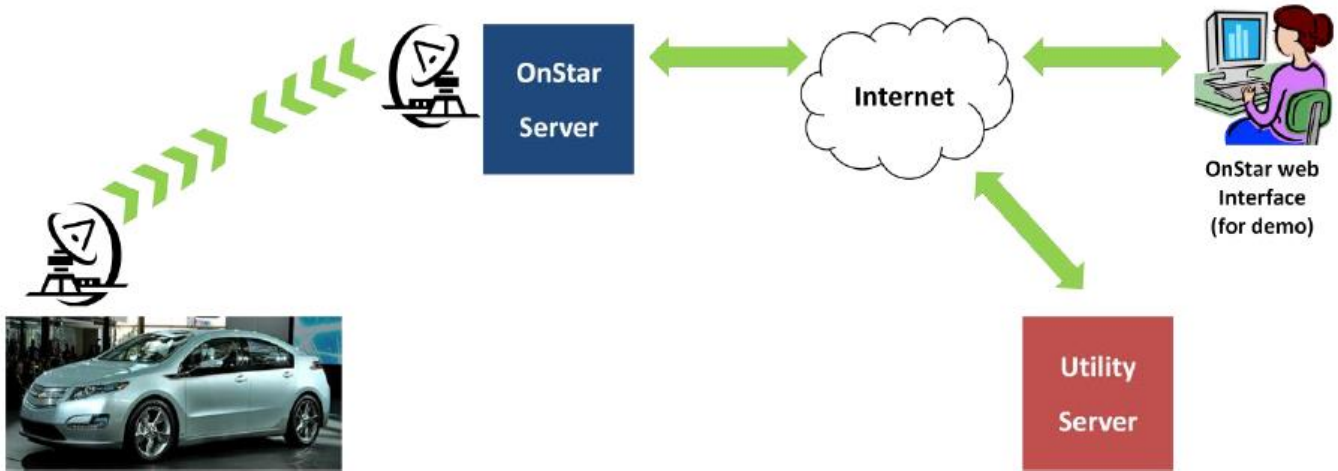 OnStar
Server
Internet
OnStar web
Interface
(for demo)
Utility
Server